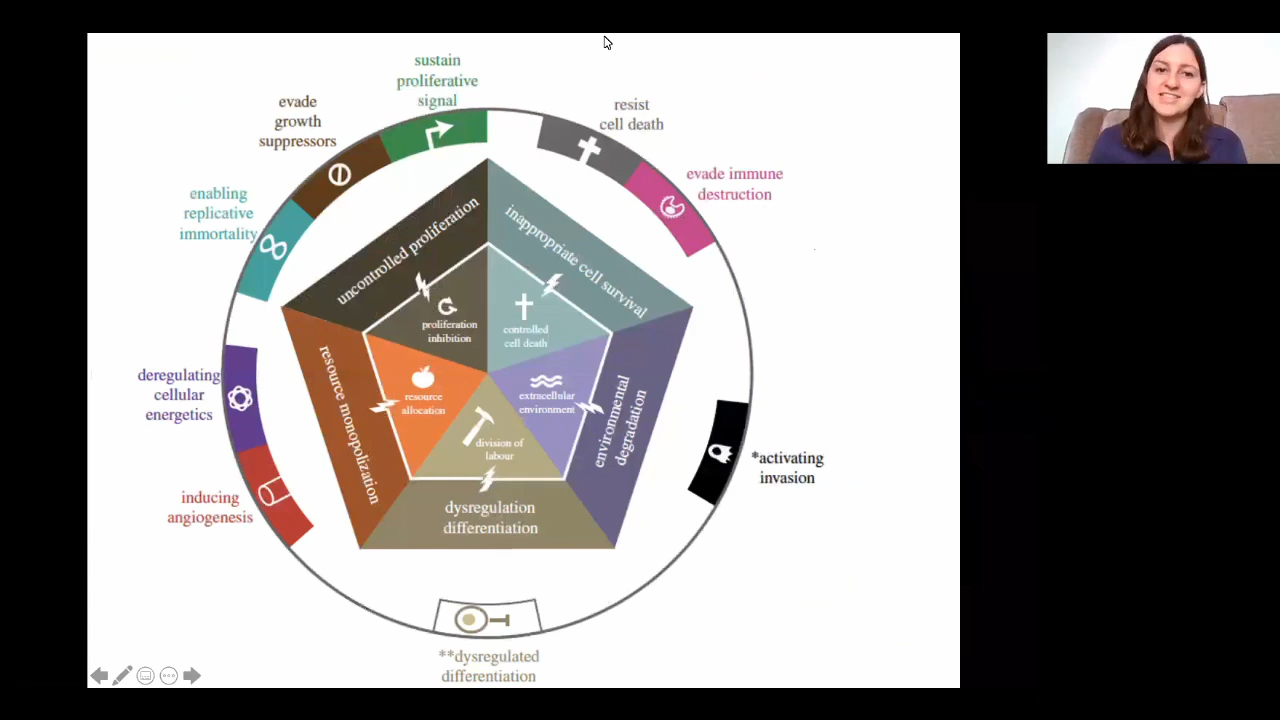 sustain
proliferative
signal
evade
growth
suppressors
resist
cell death
enabling
replicative
immortality
evade immune
destruction
uncontrolled proliferation
inappropriate cell survival
proliferation
inhibition
controlled
cell death
deregulating
cellular
energetics
resource monopolization
resource
allocation
extracellular
environment
environmental
degradation
division of
labour
*activating
invasion
inducing
angiogenesis
dysregulation
differentiation
**dysregulated
differentiation